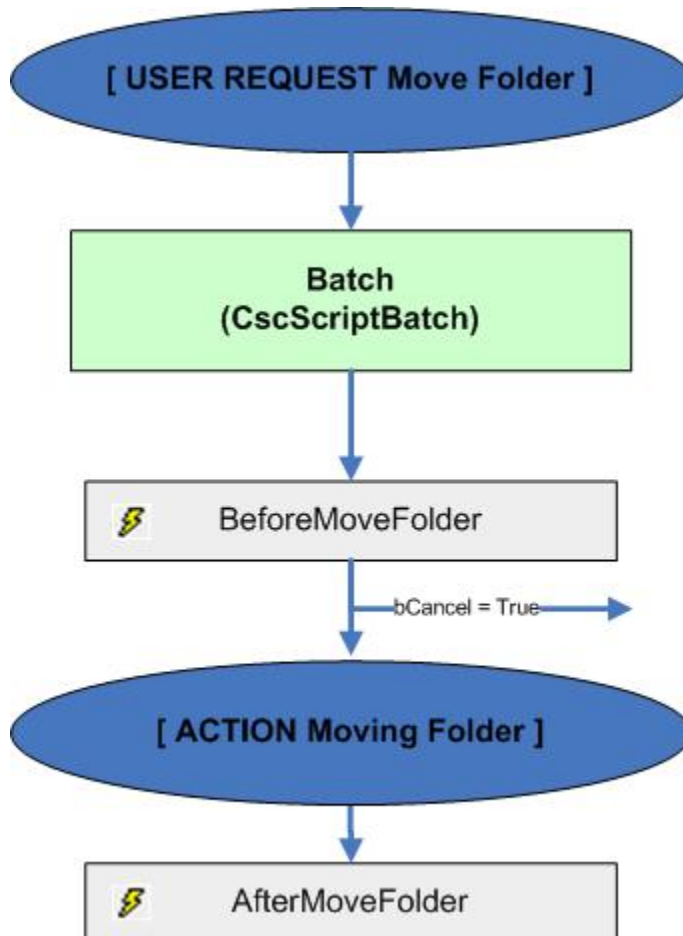 [ USER REQUEST Move Folder ]
Batch
(CscScriptBatch)
BeforeMoveFolder
bCancel = True
[ ACTION Moving Folder ]
AfterMoveFolder